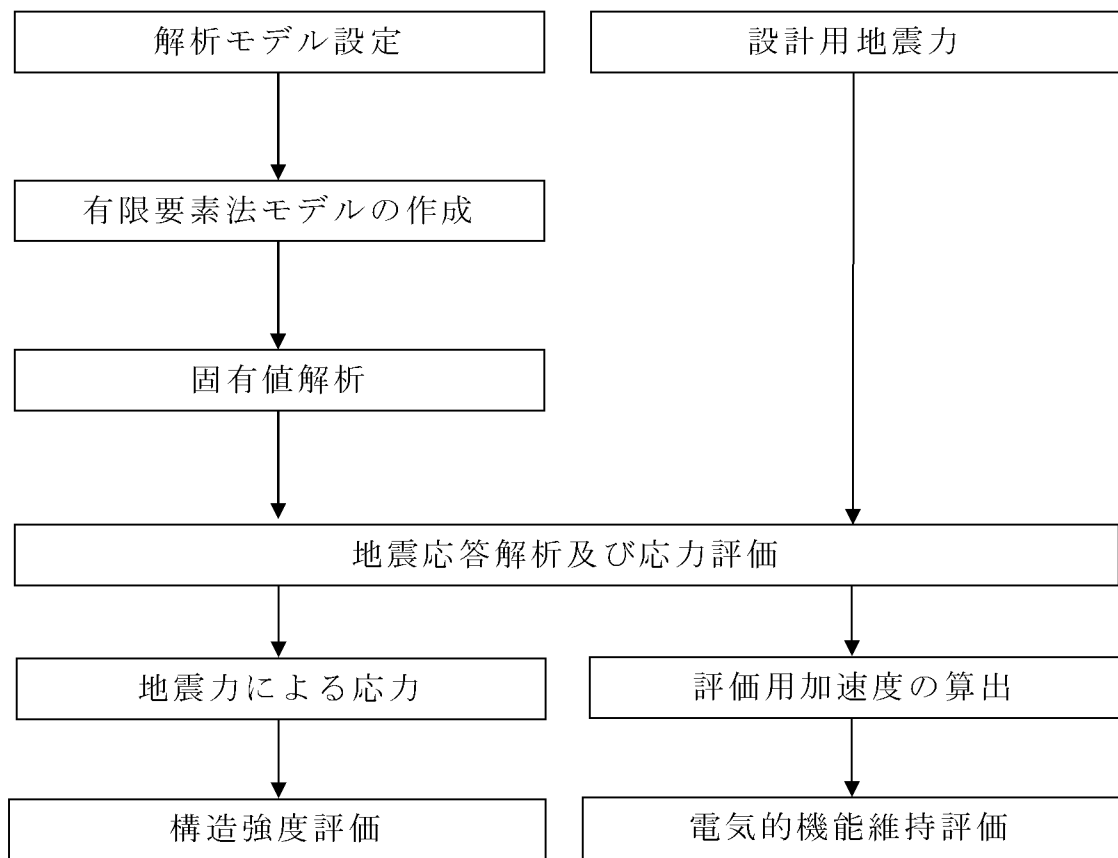 解析モデル設定
設計用地震力
有限要素法モデルの作成
固有値解析
地震応答解析及び応力評価
地震力による応力
評価用加速度の算出
構造強度評価
電気的機能維持評価